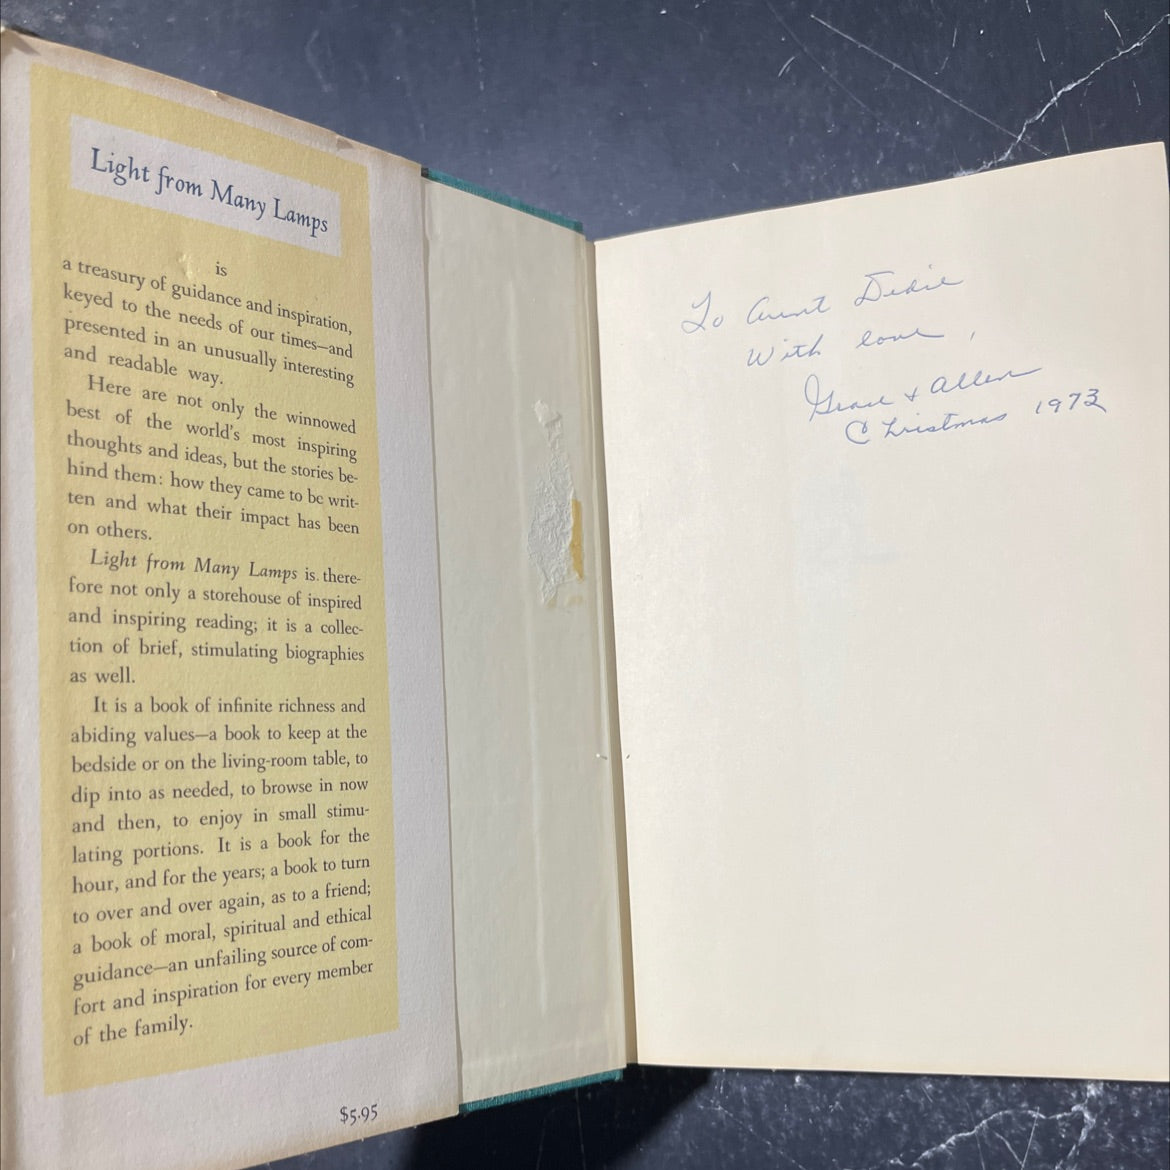 Light from Many Lamps
is
a treasury of guidance and inspiration,
keyed to the needs of our times—and
presented in an unusually interesting
and readable way.
Here are not only the winnowed
best of the world's most inspiring
thoughts and ideas, but the stories be-
hind them: how they came to be writ-
ten and what their impact has been
on others.
Light from Many Lamps is there-
fore not only a storehouse of inspired
and inspiring reading; it is a collec-
tion of brief, stimulating biographies
as well.
It is a book of infinite richness and
abiding values—a book to keep at the
bedside or on the living-room table, to
dip into as needed, to browse in now
and then, to enjoy in small stimu-
lating portions. It is a book for the
hour, and for the years; a book to turn
to over and over again, as to a friend;
a book of moral, spiritual and ethical
guidance—an unfailing source of com-
fort and inspiration for every member
of the family.
$5.95
To Aunt Dedie
With love,
Grace + Allen
Christmas 1973